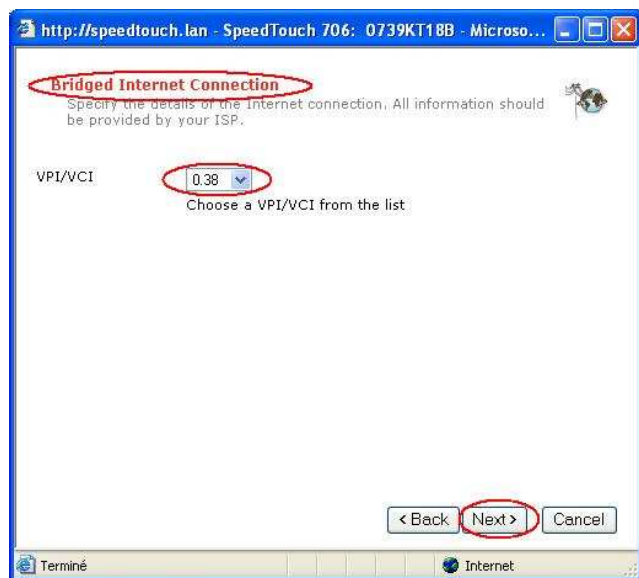 http://speedtouch.lan - SpeedTouch 706: 0739KT18B - Microso...
Bridged Internet Connection
Specify the details of the Internet connection. All information should
be provided by your ISP.
VPI/VCI
0.38
Choose a VPI/VCI from the list
< Back
Next >
Cancel
Terminé
Internet